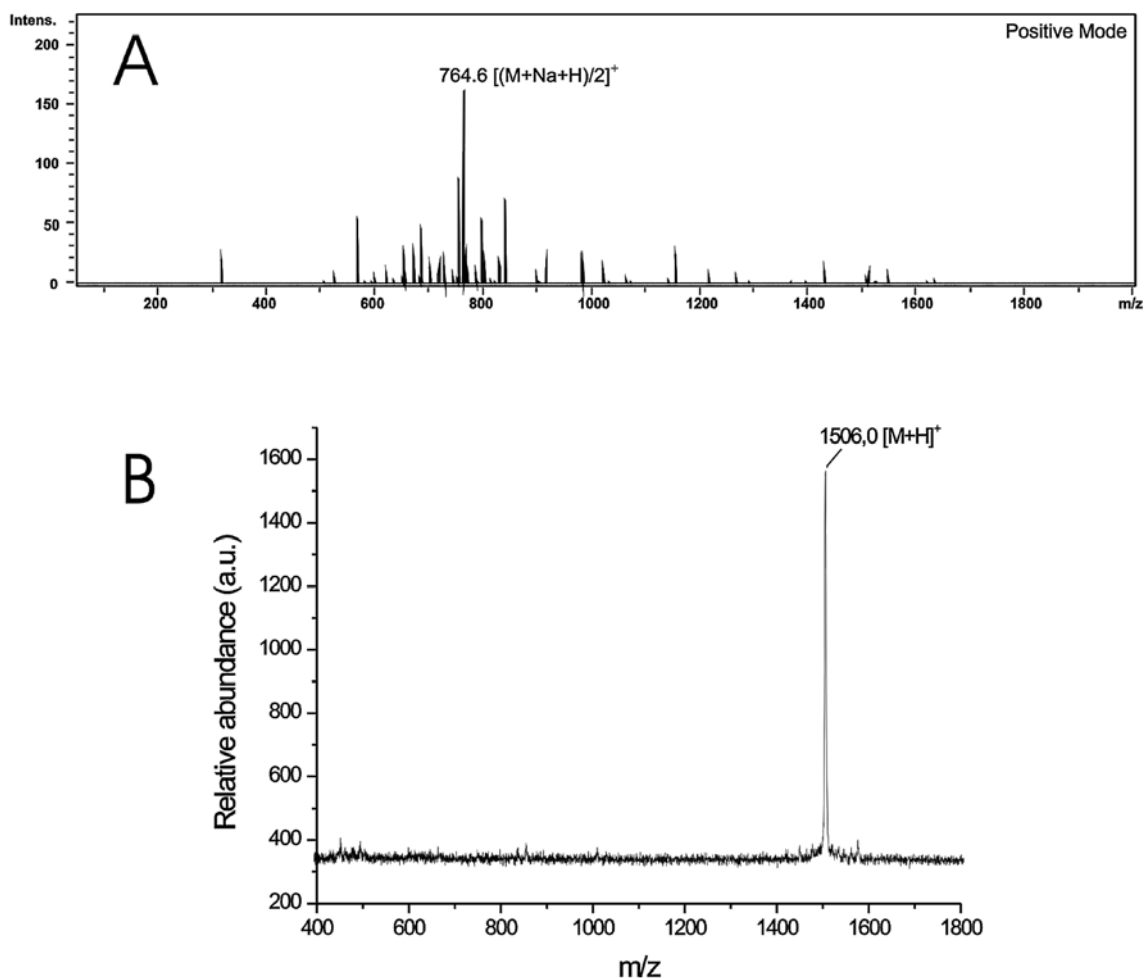 Intens.
Positive Mode
A
764.6 [(M+Na+H)/2]⁺
200
150
100
50
0
200 400 600 800 1000 1200 1400 1600 1800 m/z
B
1506,0 [M+H]⁺
Relative abundance (a.u.)
1600
1400
1200
1000
800
600
400
200
400 600 800 1000 1200 1400 1600 1800
m/z